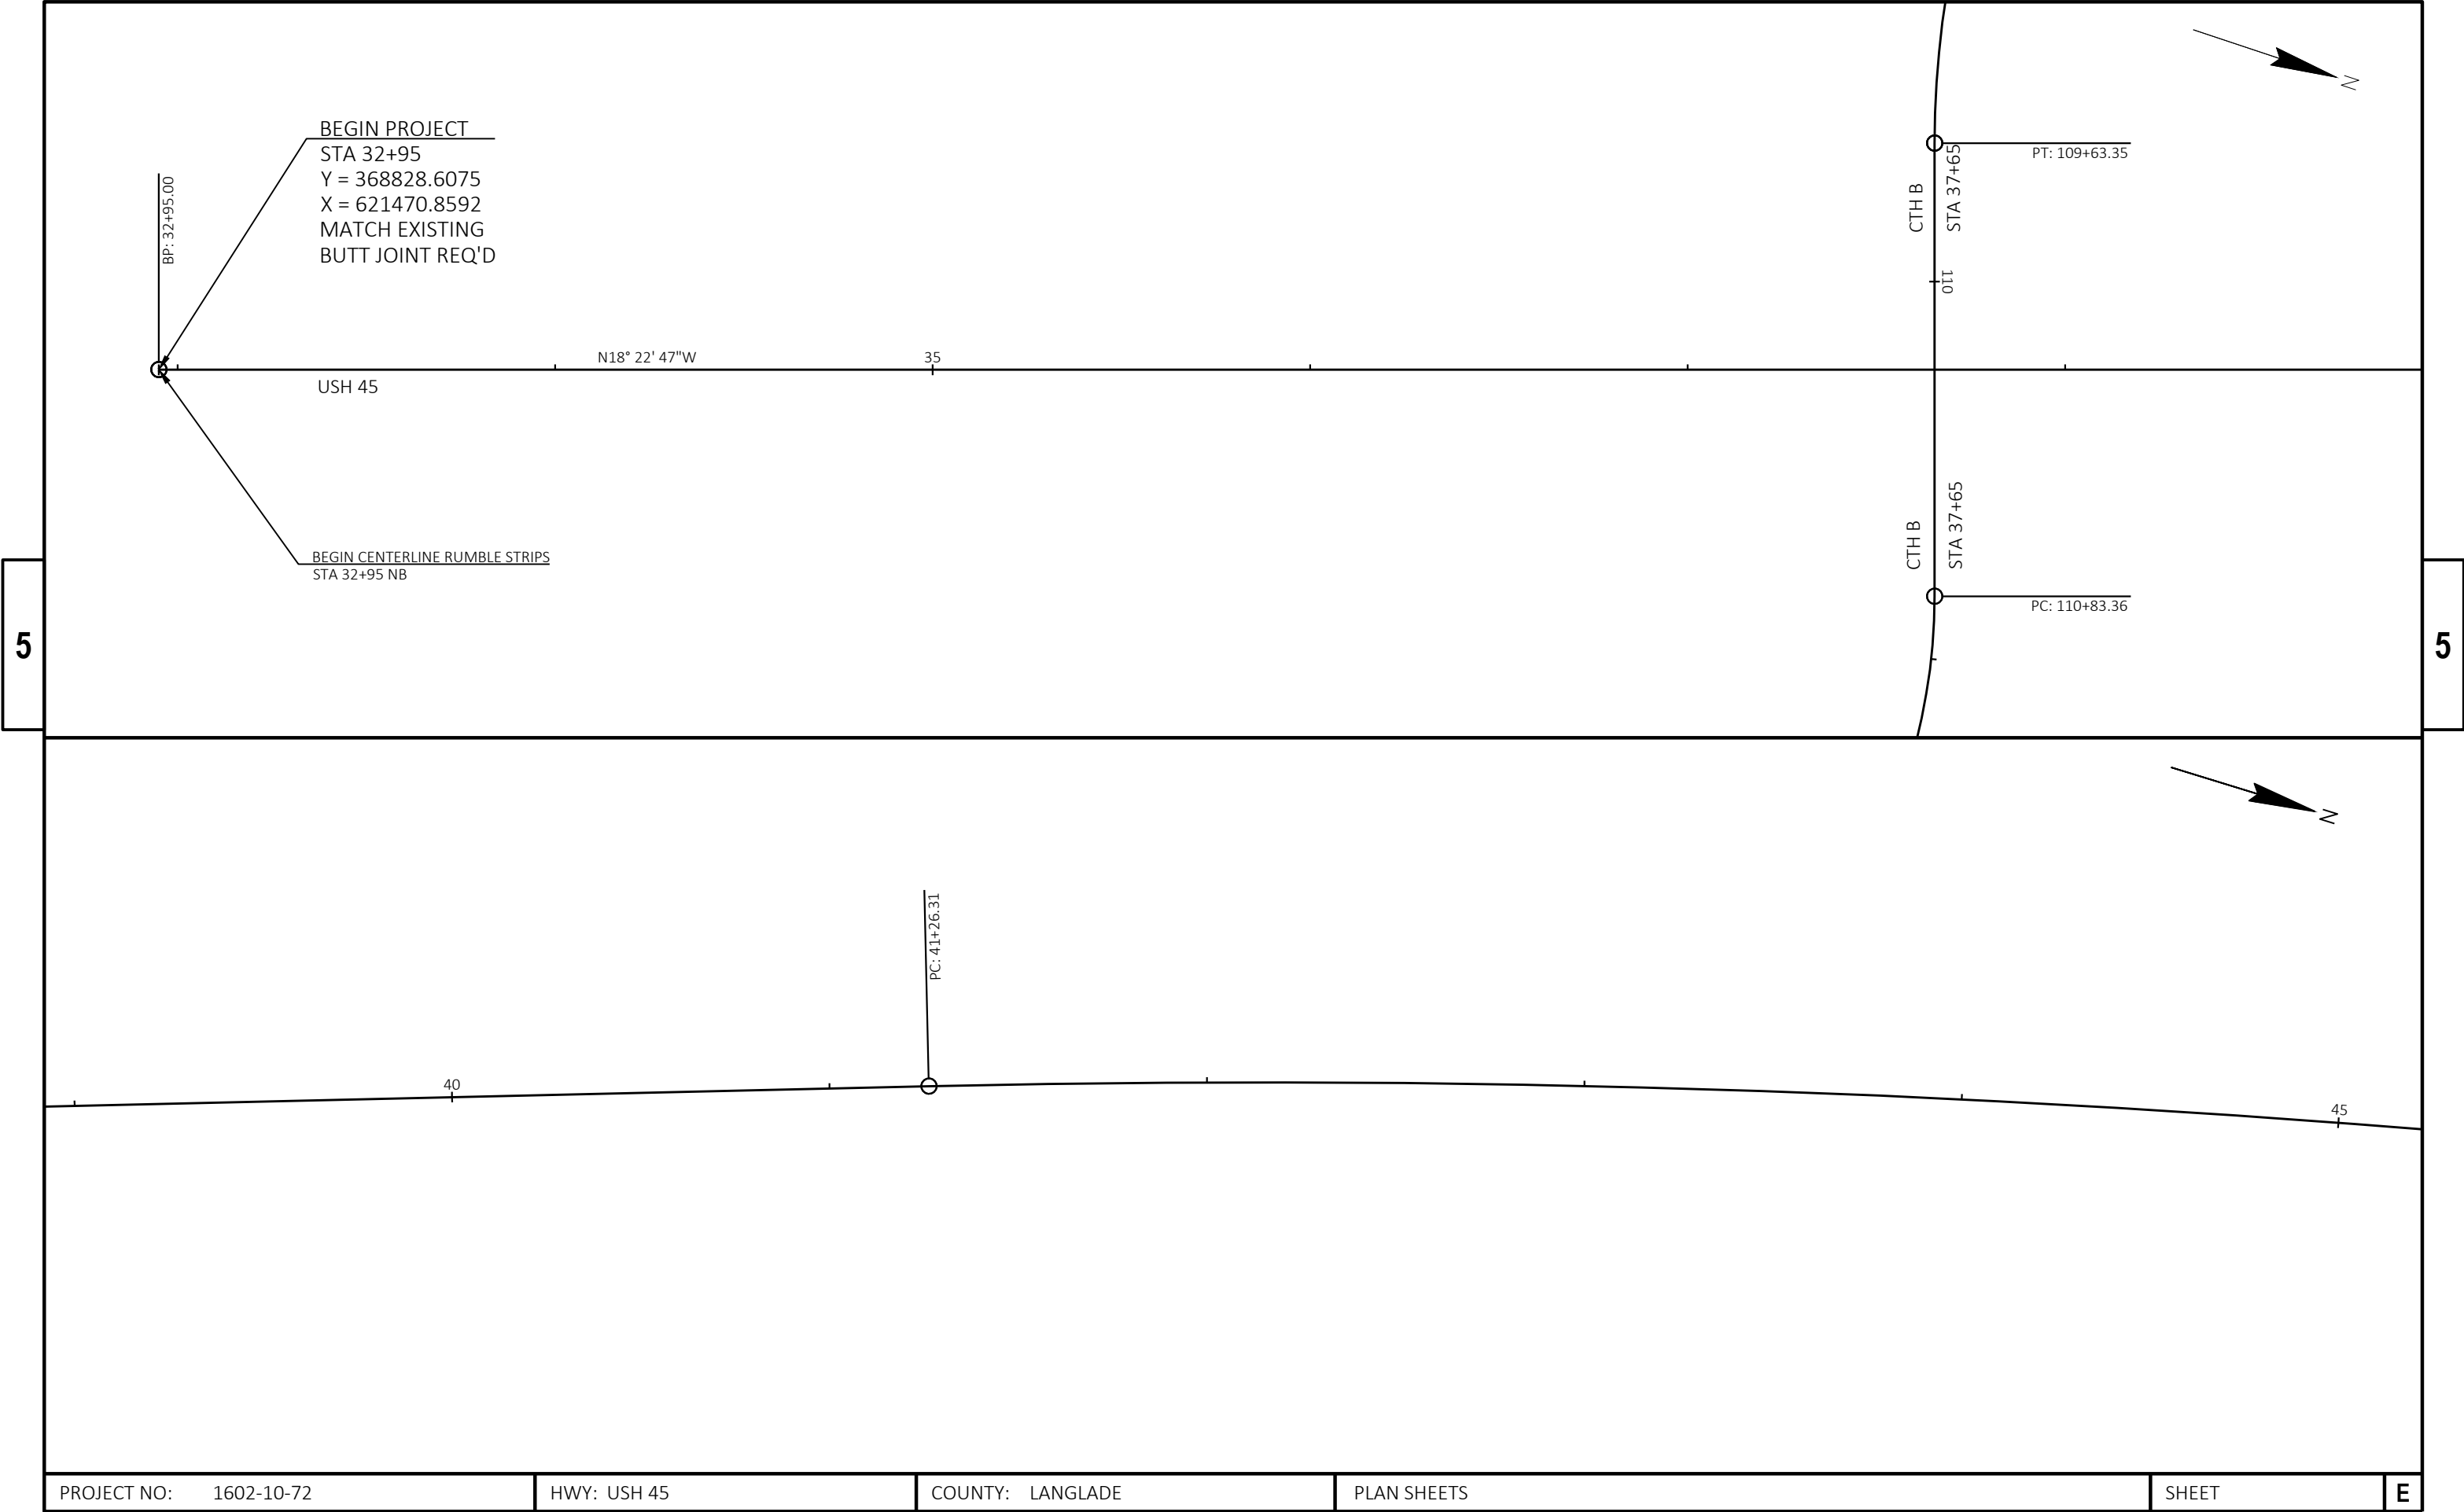 N
BEGIN PROJECT
STA 32+95
Y = 368828.6075
X = 621470.8592
MATCH EXISTING
BUTT JOINT REQ'D
BP: 32+95.00
PT: 109+63.35
CTH B
STA 37+65
110
N18° 22' 47"W
35
USH 45
CTH B
STA 37+65
BEGIN CENTERLINE RUMBLE STRIPS
STA 32+95 NB
PC: 110+83.36
5
5
N
PC: 41+26.31
40
45
PROJECT NO: 1602-10-72
HWY: USH 45
COUNTY: LANGLADE
PLAN SHEETS
SHEET
E